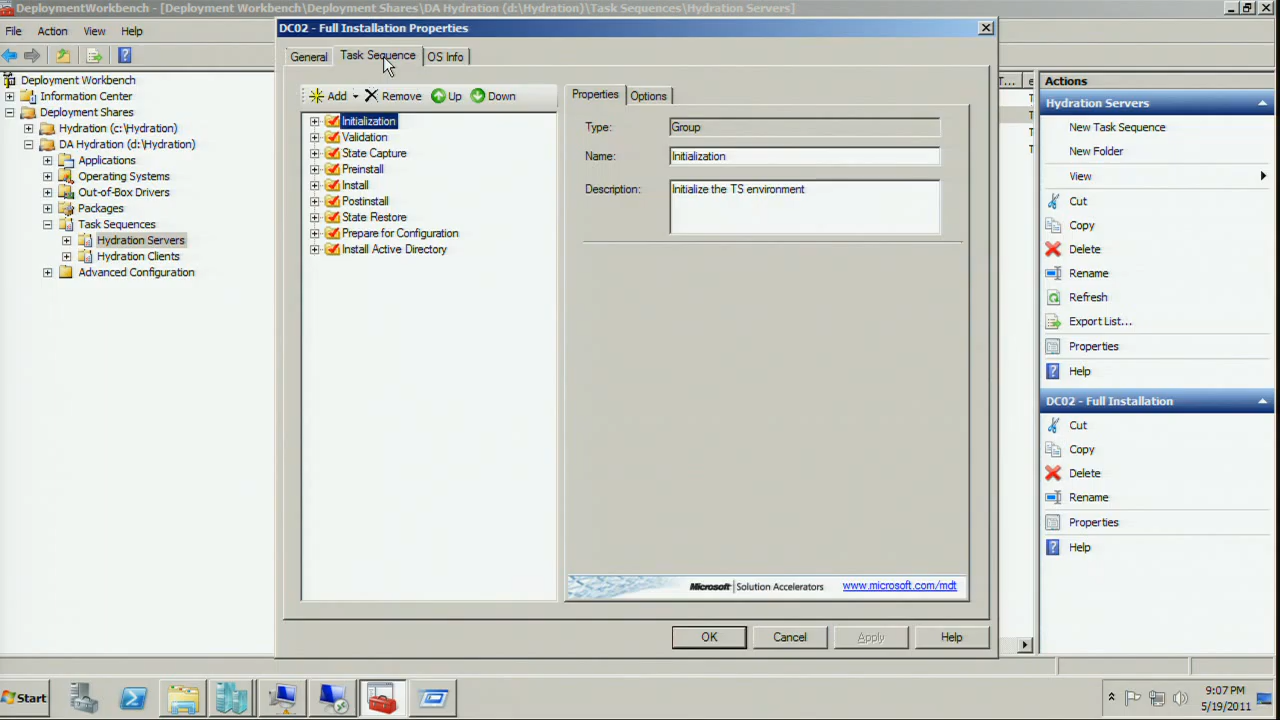 DeploymentWorkbench - [Deployment Workbench\Deployment Shares\DA Hydration (d:\Hydration)\Task Sequences\Hydration Servers]
File Action View Help
Deployment Workbench
Information Center
Deployment Shares
Hydration (c:\Hydration)
DA Hydration (d:\Hydration)
Applications
Operating Systems
Out-of-Box Drivers
Packages
Task Sequences
Hydration Servers
Hydration Clients
Advanced Configuration
DC02 - Full Installation Properties
General Task Sequence OS Info
Add Remove Up Down
Initialization
Validation
State Capture
Preinstall
Install
Postinstall
State Restore
Prepare for Configuration
Install Active Directory
Properties Options
Type: Group
Name: Initialization
Description: Initialize the TS environment
Microsoft Solution Accelerators www.microsoft.com/mdt
OK Cancel Apply Help
T...
T
T
T
T
Actions
Hydration Servers
New Task Sequence
New Folder
View
Cut
Copy
Delete
Rename
Refresh
Export List...
Properties
Help
DC02 - Full Installation
Cut
Copy
Delete
Rename
Properties
Help
Start
9:07 PM
5/19/2011